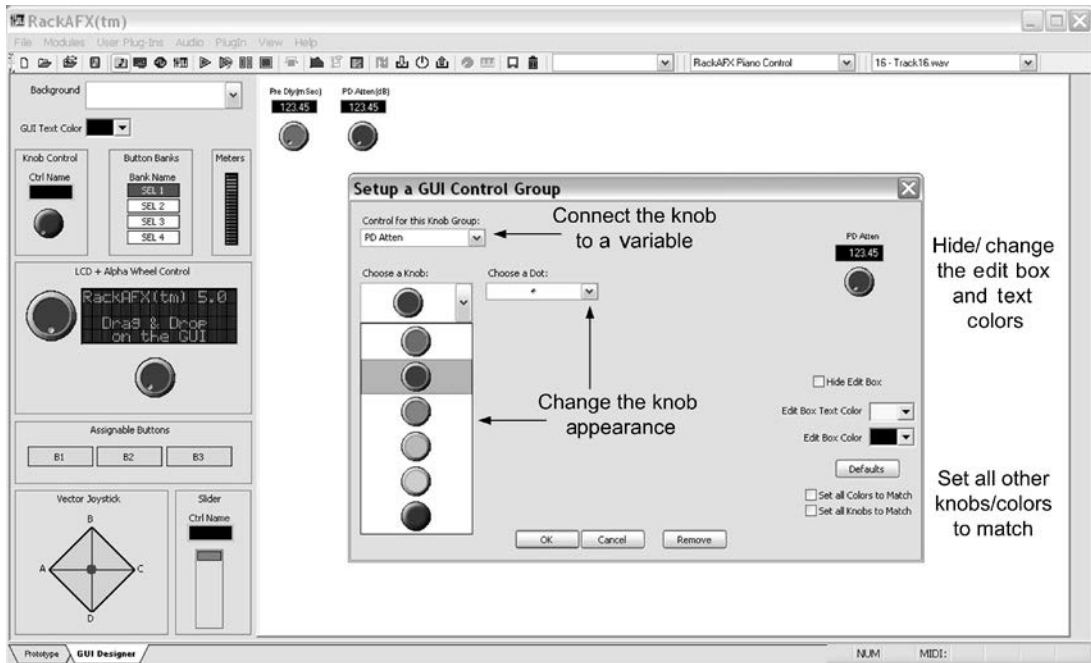 RackAFX(tm)
File Modules User Plug-Ins Audio PlugIn View Help
RackAFX Piano Control
16 - Track16.wav
Background
GUI Text Color
Knob Control
Ctrl Name
Button Banks
Bank Name
SEL 1
SEL 2
SEL 3
SEL 4
Meters
LCD + Alpha Wheel Control
RackAFX(tm) 5.0
Drag & Drop
on the GUI
Assignable Buttons
B1 B2 B3
Vector Joystick
B
A C
D
Slider
Ctrl Name
Pre Dly(mSec) PD Atten(dB)
123.45 123.45
Setup a GUI Control Group
Control for this Knob Group:
PD Atten
Connect the knob
to a variable
Choose a Knob: Choose a Dot:
Change the knob
appearance
PD Atten
123.45
Hide Edit Box
Edit Box Text Color
Edit Box Color
Defaults
Set all Colors to Match
Set all Knobs to Match
OK Cancel Remove
Hide/ change
the edit box
and text
colors
Set all other
knobs/colors
to match
Prototype GUI Designer
NUM MIDI: